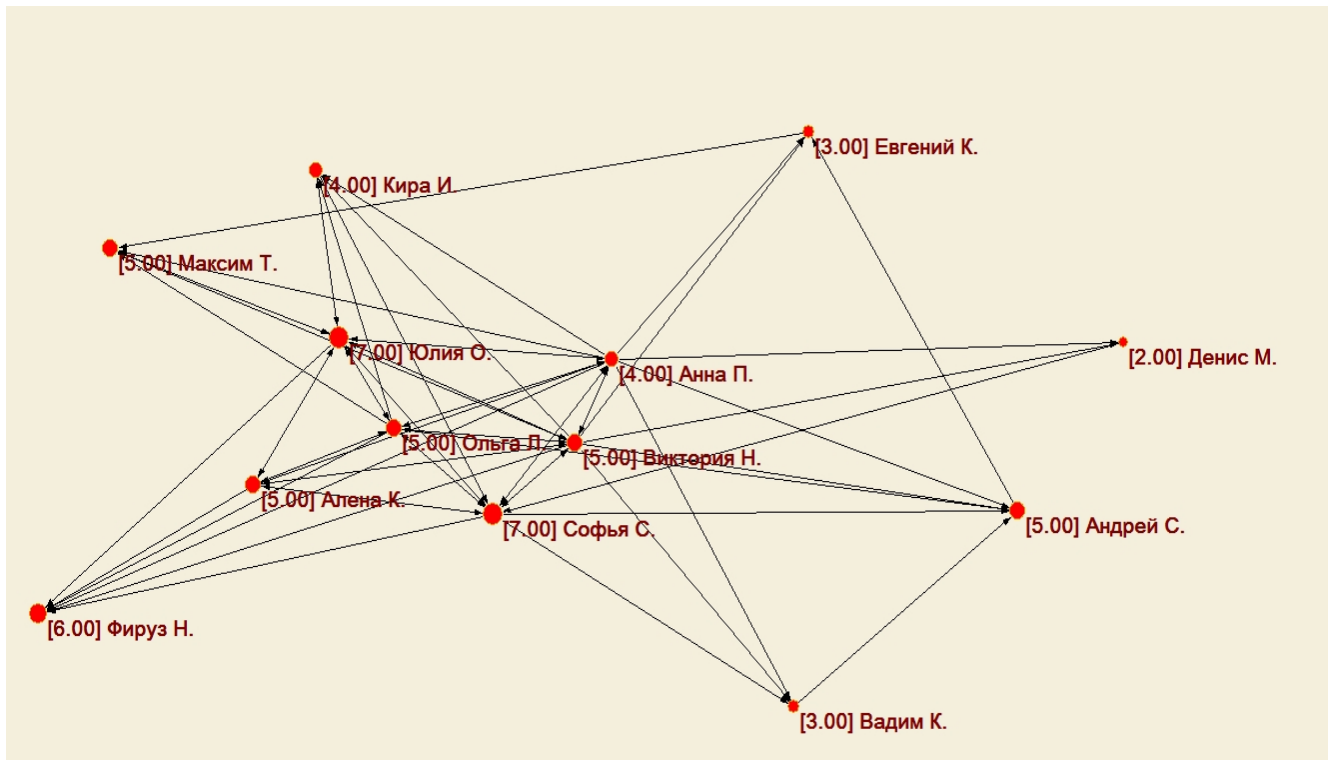 [3.00] Евгений К.
[4.00] Кира И.
[5.00] Максим Т.
[7.00] Юлия О.
[2.00] Денис М.
[4.00] Анна П.
[5.00] Ольга Л.
[5.00] Виктория Н.
[5.00] Алена К.
[7.00] Софья С.
[5.00] Андрей С.
[6.00] Фируз Н.
[3.00] Вадим К.